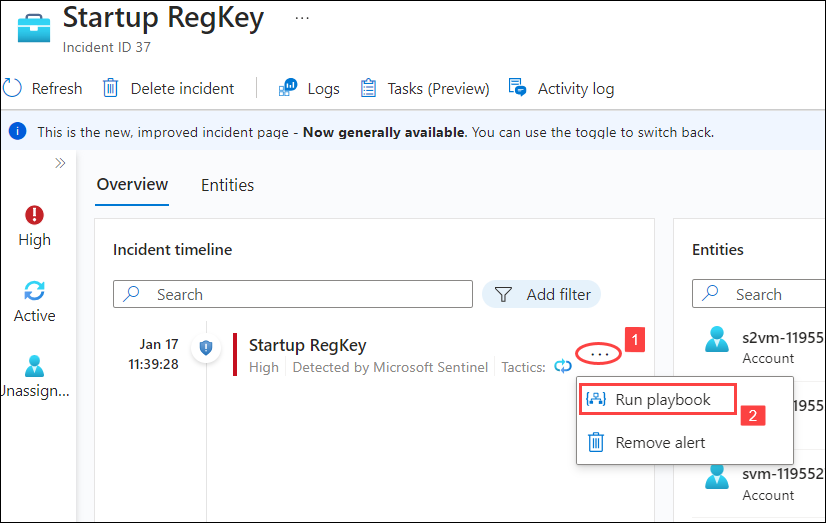 Startup RegKey ...
Incident ID 37
Refresh Delete incident Logs Tasks (Preview) Activity log
This is the new, improved incident page - Now generally available. You can use the toggle to switch back.
Overview Entities
High
Active
Unassign...
Incident timeline
Search Add filter
Jan 17
11:39:28
Startup RegKey
High Detected by Microsoft Sentinel Tactics:
...
1
Run playbook
2
Remove alert
Entities
Search
s2vm-11955
Account
119552
svm-119552
Account